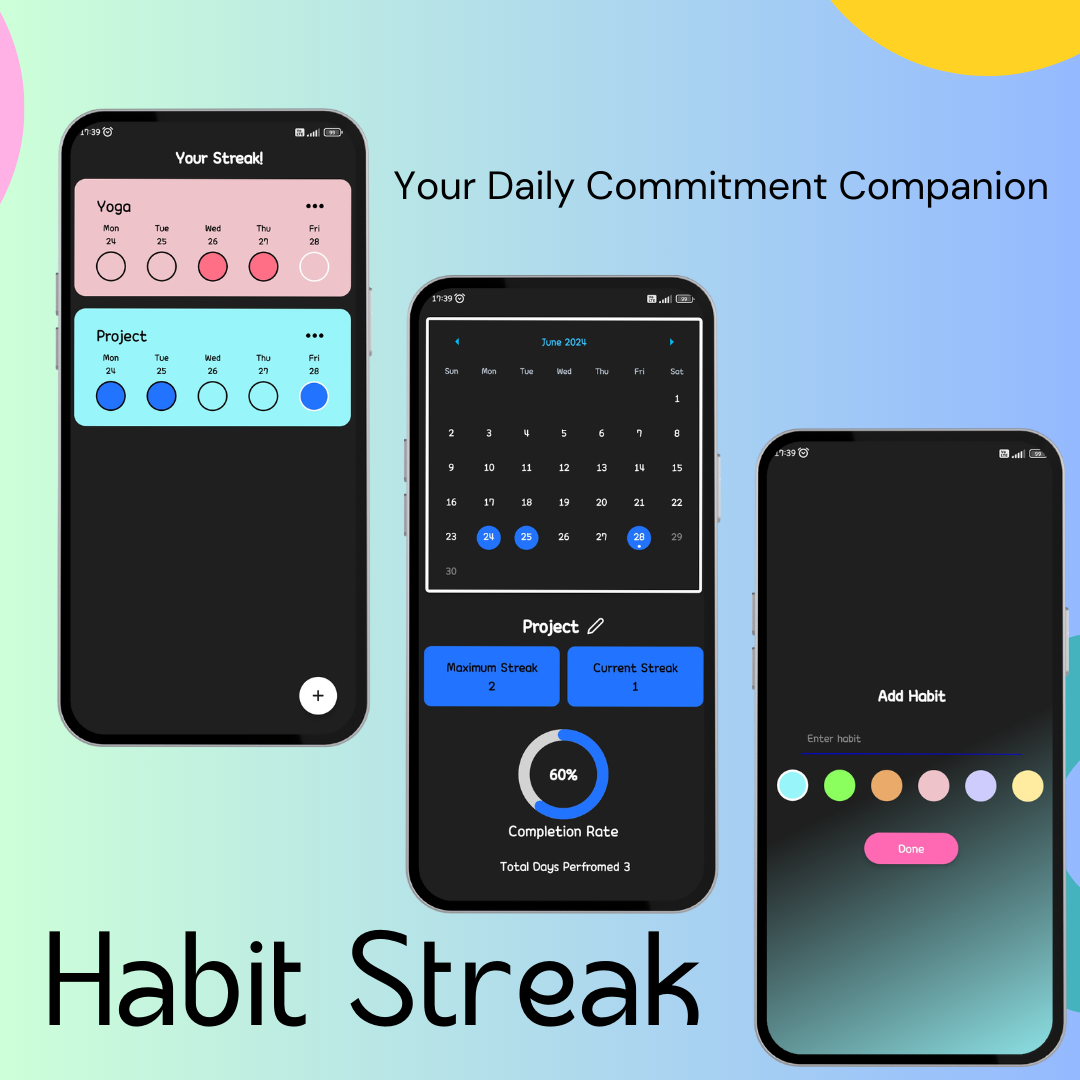 Your Daily Commitment Companion
17:39
99
Your Streak!
Yoga
Mon Tue Wed Thu Fri
24 25 26 27 28
Project
Mon Tue Wed Thu Fri
24 25 26 27 28
+
17:39
99
June 2024
Sun Mon Tue Wed Thu Fri Sat
1
2 3 4 5 6 7 8
9 10 11 12 13 14 15
16 17 18 19 20 21 22
23 24 25 26 27 28 29
30
Project
Maximum Streak Current Streak
2 1
60%
Completion Rate
Total Days Perfromed 3
17:39
99
Add Habit
Enter habit
Done
Habit Streak